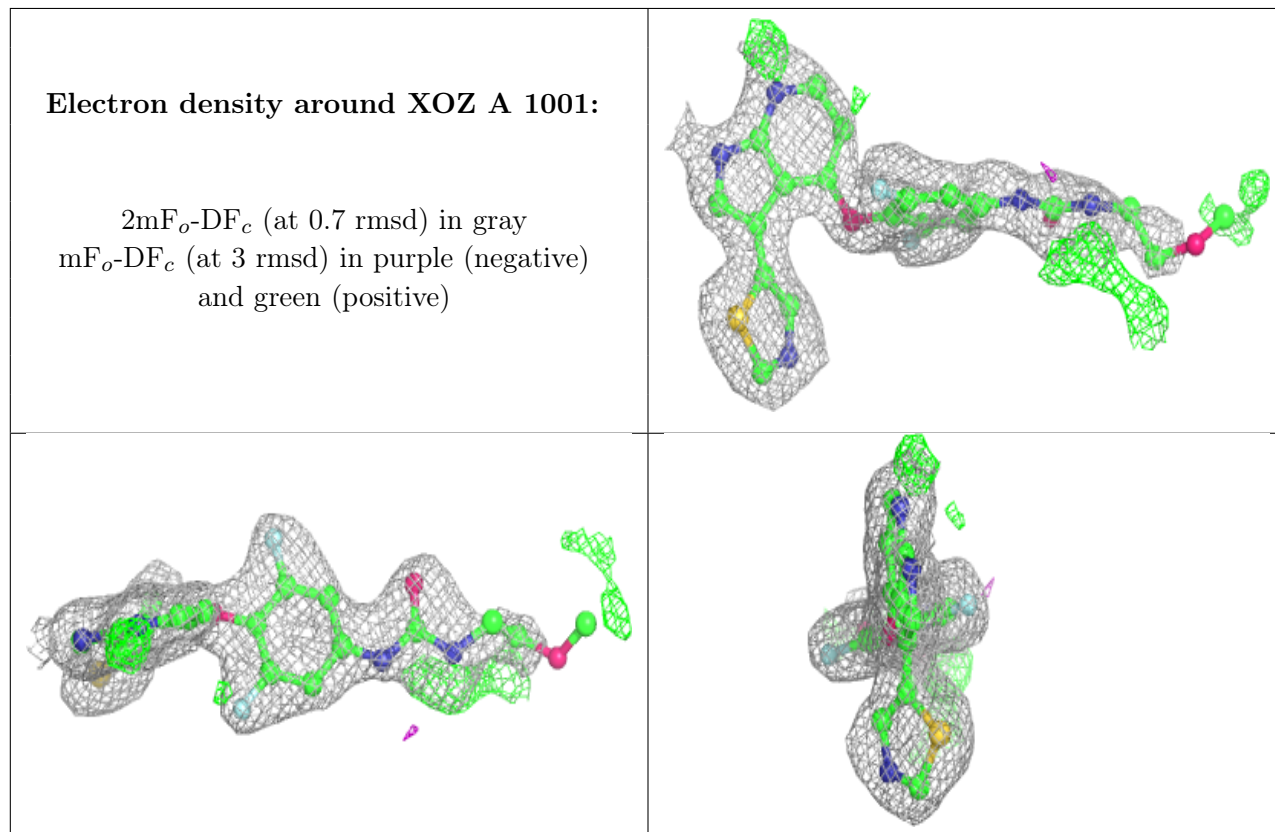 Electron density around XOZ A 1001:
2mFo-DFc (at 0.7 rmsd) in gray
mFo-DFc (at 3 rmsd) in purple (negative)
and green (positive)